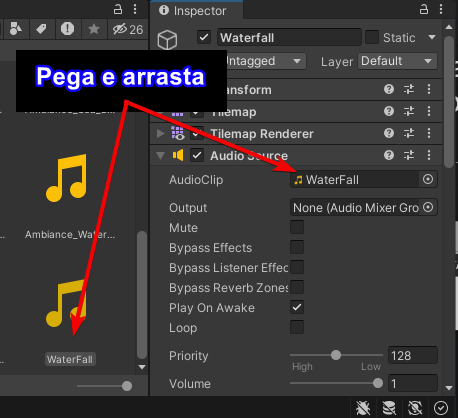 Inspector
26
Waterfall
Static
Pega e arrasta
Untagged
Layer
Default
Transform
Tilemap
Tilemap Renderer
Audio Source
AudioClip
WaterFall
Output
None (Audio Mixer Gro
Ambiance_Water...
Mute
Bypass Effects
Bypass Listener Effec
Bypass Reverb Zones
Play On Awake
Loop
WaterFall
Priority
128
High
Low
Volume
1